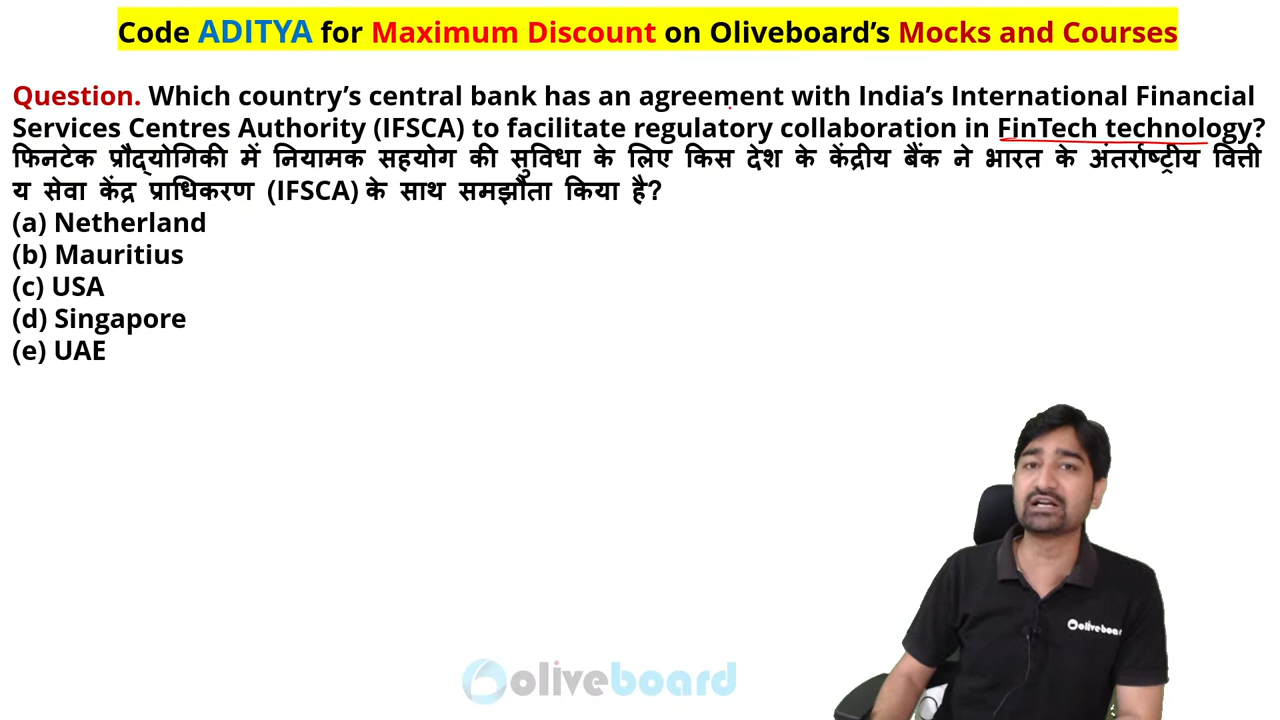 Code ADITYA for Maximum Discount on Oliveboard’s Mocks and Courses
Question. Which country’s central bank has an agreement with India’s International Financial
Services Centres Authority (IFSCA) to facilitate regulatory collaboration in FinTech technology?
फिनटेक प्रौद्योगिकी में नियामक सहयोग की सुविधा के लिए किस देश के केंद्रीय बैंक ने भारत के अंतर्राष्ट्रीय वित्ती
य सेवा केंद्र प्राधिकरण (IFSCA) के साथ समझौता किया है?
(a) Netherland
(b) Mauritius
(c) USA
(d) Singapore
(e) UAE
oliveboard
oliveboard